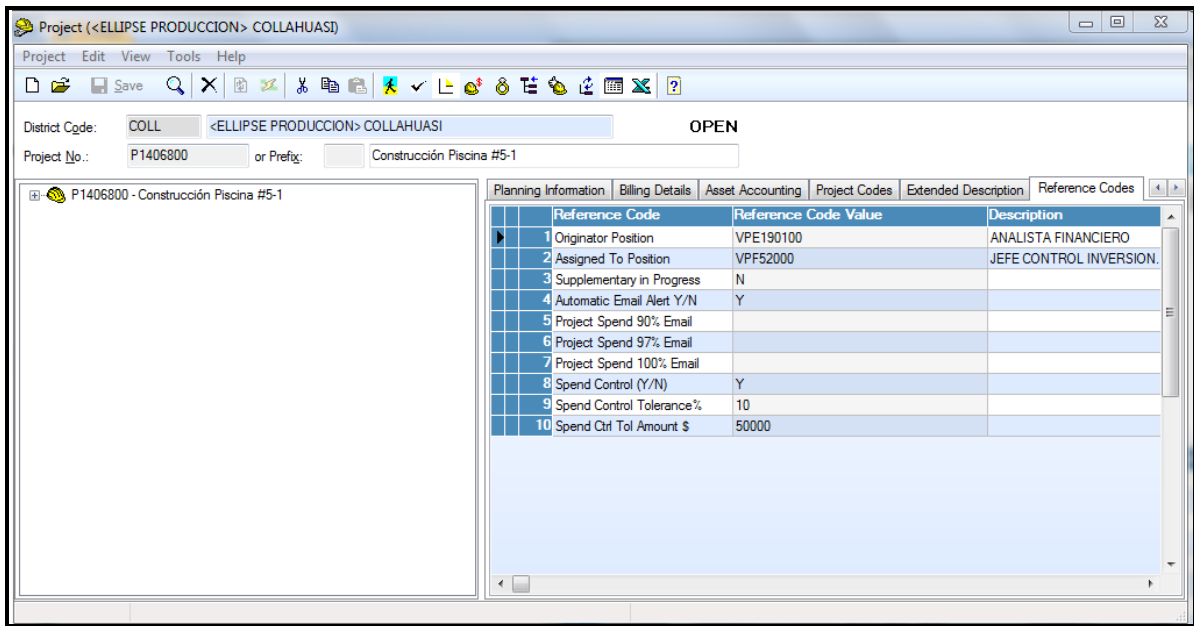 Project (<ELLIPSE PRODUCCION> COLLAHUASI)
Project Edit View Tools Help
Save
District Code: COLL <ELLIPSE PRODUCCION> COLLAHUASI OPEN
Project No.: P1406800 or Prefix: Construcción Piscina #5-1
P1406800 - Construcción Piscina #5-1
Planning Information Billing Details Asset Accounting Project Codes Extended Description Reference Codes
Reference Code Reference Code Value Description
1 Originator Position VPE190100 ANALISTA FINANCIERO
2 Assigned To Position VPF52000 JEFE CONTROL INVERSION.
3 Supplementary in Progress N
4 Automatic Email Alert Y/N Y
5 Project Spend 90% Email
6 Project Spend 97% Email
7 Project Spend 100% Email
8 Spend Control (Y/N) Y
9 Spend Control Tolerance% 10
10 Spend Ctrl Tol Amount $ 50000